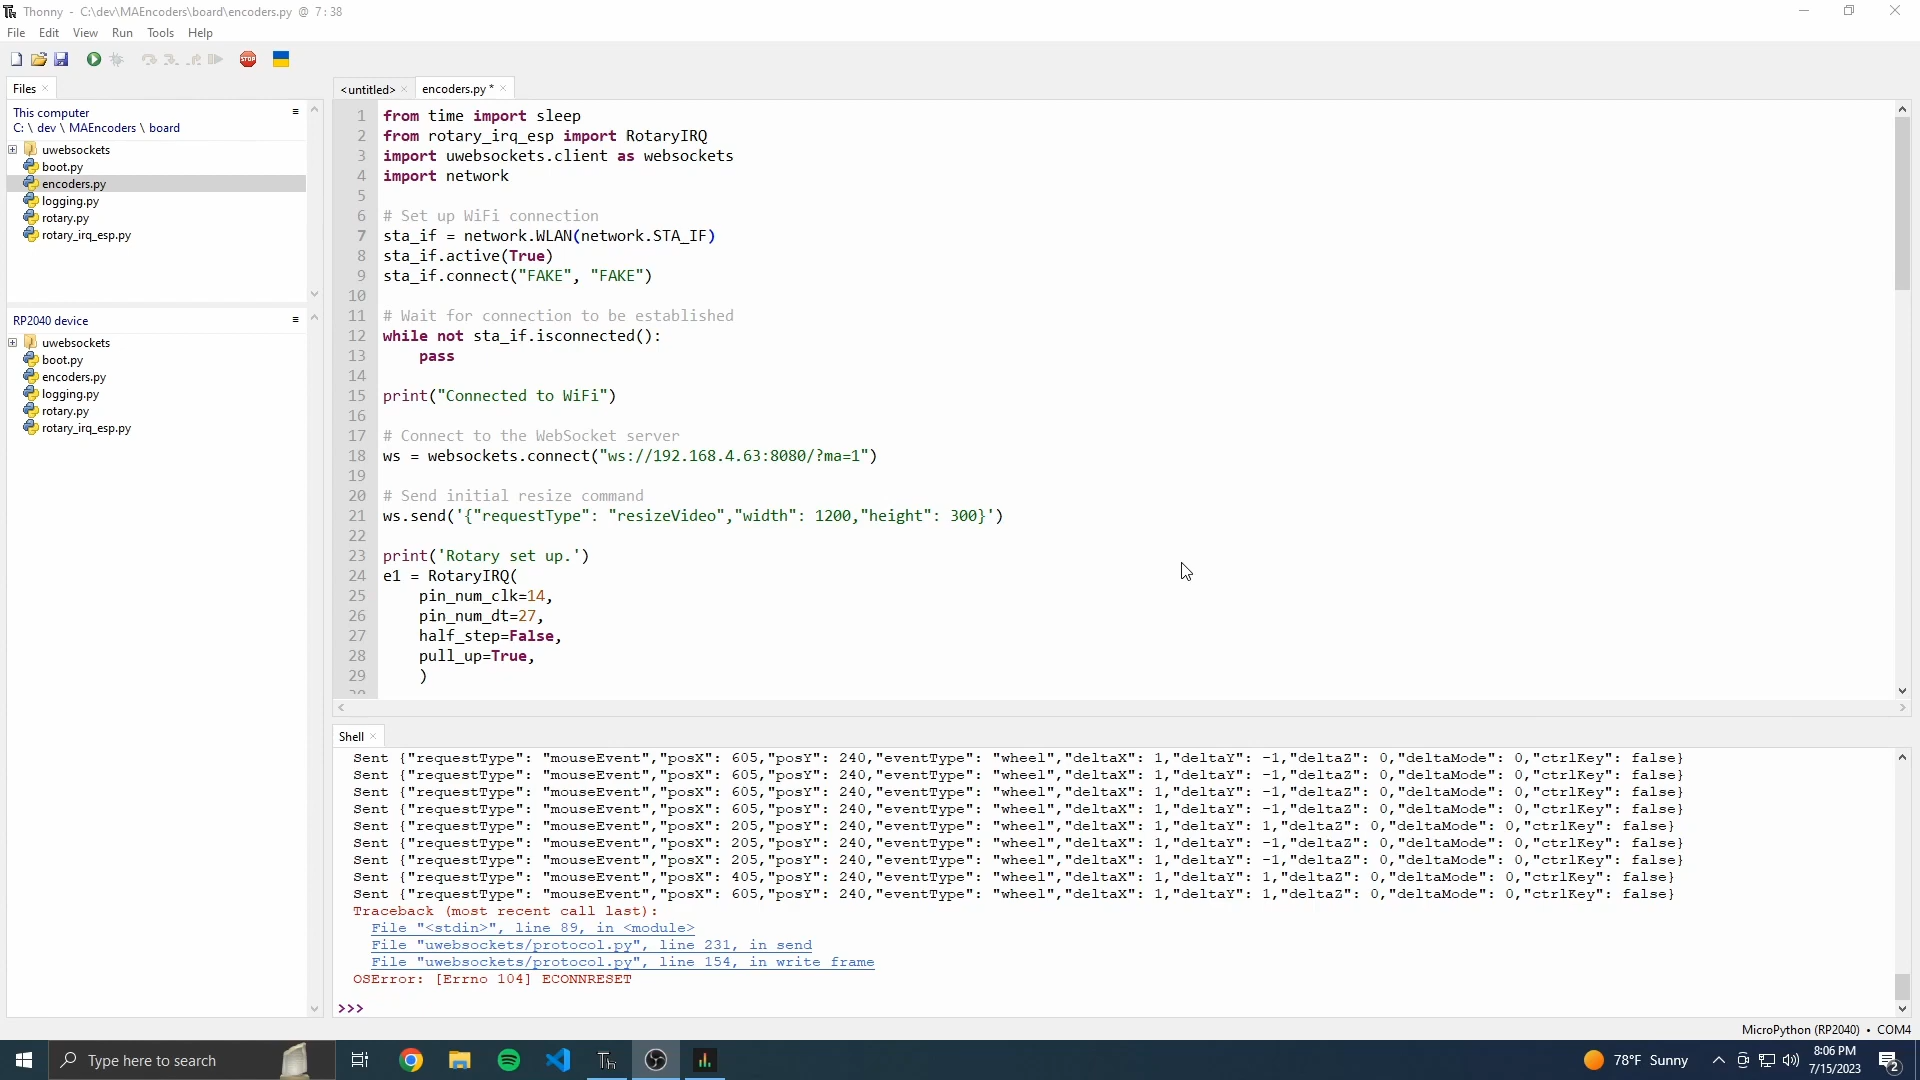 Thonny - C:\dev\MAEncoders\board\encoders.py @ 7:38
File Edit View Run Tools Help
STOP
Files
This computer
C: \ dev \ MAEncoders \ board
uwebsockets
boot.py
encoders.py
logging.py
rotary.py
rotary_irq_esp.py
RP2040 device
uwebsockets
boot.py
encoders.py
logging.py
rotary.py
rotary_irq_esp.py
<untitled> encoders.py *
1 from time import sleep
2 from rotary_irq_esp import RotaryIRQ
3 import uwebsockets.client as websockets
4 import network
5
6 # Set up WiFi connection
7 sta_if = network.WLAN(network.STA_IF)
8 sta_if.active(True)
9 sta_if.connect("FAKE", "FAKE")
10
11 # Wait for connection to be established
12 while not sta_if.isconnected():
13     pass
14
15 print("Connected to WiFi")
16
17 # Connect to the WebSocket server
18 ws = websockets.connect("ws://192.168.4.63:8080/?ma=1")
19
20 # Send initial resize command
21 ws.send('{"requestType": "resizeVideo","width": 1200,"height": 300}')
22
23 print('Rotary set up.')
24 e1 = RotaryIRQ(
25     pin_num_clk=14,
26     pin_num_dt=27,
27     half_step=False,
28     pull_up=True,
29     )
Shell
Sent {"requestType": "mouseEvent","posX": 605,"posY": 240,"eventType": "wheel","deltaX": 1,"deltaY": -1,"deltaZ": 0,"deltaMode": 0,"ctrlKey": false}
Sent {"requestType": "mouseEvent","posX": 605,"posY": 240,"eventType": "wheel","deltaX": 1,"deltaY": -1,"deltaZ": 0,"deltaMode": 0,"ctrlKey": false}
Sent {"requestType": "mouseEvent","posX": 605,"posY": 240,"eventType": "wheel","deltaX": 1,"deltaY": -1,"deltaZ": 0,"deltaMode": 0,"ctrlKey": false}
Sent {"requestType": "mouseEvent","posX": 605,"posY": 240,"eventType": "wheel","deltaX": 1,"deltaY": -1,"deltaZ": 0,"deltaMode": 0,"ctrlKey": false}
Sent {"requestType": "mouseEvent","posX": 205,"posY": 240,"eventType": "wheel","deltaX": 1,"deltaY": 1,"deltaZ": 0,"deltaMode": 0,"ctrlKey": false}
Sent {"requestType": "mouseEvent","posX": 205,"posY": 240,"eventType": "wheel","deltaX": 1,"deltaY": -1,"deltaZ": 0,"deltaMode": 0,"ctrlKey": false}
Sent {"requestType": "mouseEvent","posX": 205,"posY": 240,"eventType": "wheel","deltaX": 1,"deltaY": -1,"deltaZ": 0,"deltaMode": 0,"ctrlKey": false}
Sent {"requestType": "mouseEvent","posX": 405,"posY": 240,"eventType": "wheel","deltaX": 1,"deltaY": 1,"deltaZ": 0,"deltaMode": 0,"ctrlKey": false}
Sent {"requestType": "mouseEvent","posX": 605,"posY": 240,"eventType": "wheel","deltaX": 1,"deltaY": 1,"deltaZ": 0,"deltaMode": 0,"ctrlKey": false}
Traceback (most recent call last):
  File "<stdin>", line 89, in <module>
  File "uwebsockets/protocol.py", line 231, in send
  File "uwebsockets/protocol.py", line 154, in write_frame
OSError: [Errno 104] ECONNRESET
>>>
MicroPython (RP2040) • COM4
Type here to search
78°F Sunny
8:06 PM
7/15/2023
2